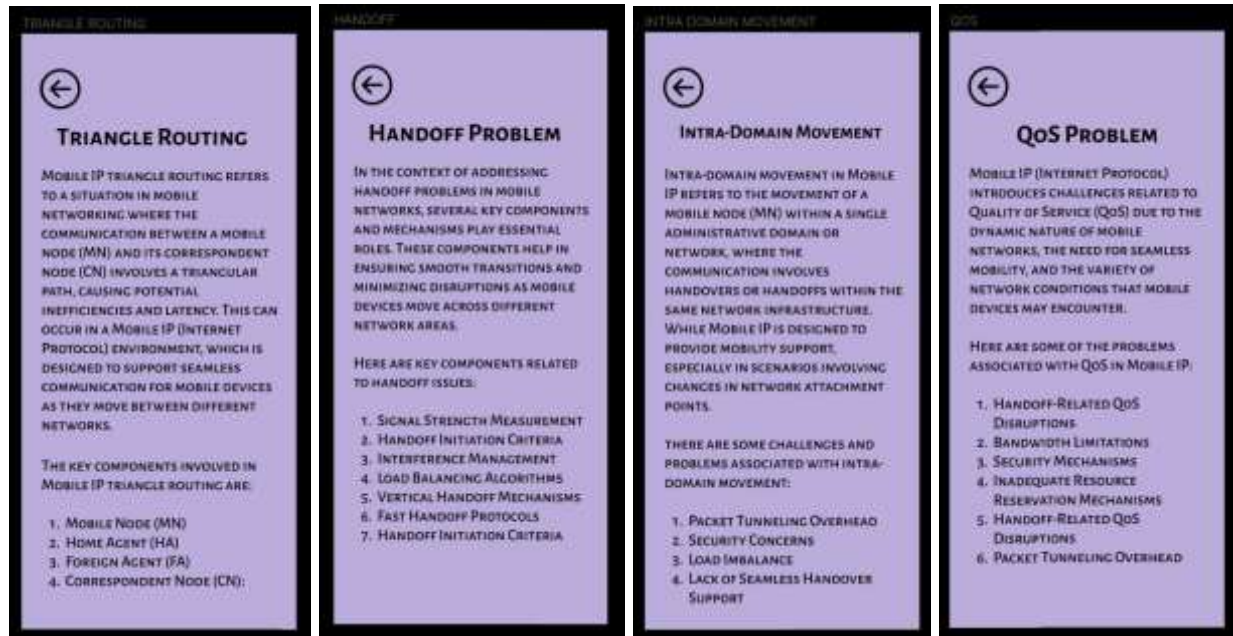 TRIANGLE ROUTING
TRIANGLE ROUTING
MOBILE IP TRIANGLE ROUTING REFERS
TO A SITUATION IN MOBILE
NETWORKING WHERE THE
COMMUNICATION BETWEEN A MOBILE
NODE (MN) AND ITS CORRESPONDENT
NODE (CN) INVOLVES A TRIANGULAR
PATH, CAUSING POTENTIAL
INEFFICIENCIES AND LATENCY. THIS CAN
OCCUR IN A MOBILE IP (INTERNET
PROTOCOL) ENVIRONMENT, WHICH IS
DESIGNED TO SUPPORT SEAMLESS
COMMUNICATION FOR MOBILE DEVICES
AS THEY MOVE BETWEEN DIFFERENT
NETWORKS.
THE KEY COMPONENTS INVOLVED IN
MOBILE IP TRIANGLE ROUTING ARE:
1. MOBILE NODE (MN)
2. HOME AGENT (HA)
3. FOREIGN AGENT (FA)
4. CORRESPONDENT NODE (CN):
HANDOFF
HANDOFF PROBLEM
IN THE CONTEXT OF ADDRESSING
HANDOFF PROBLEMS IN MOBILE
NETWORKS, SEVERAL KEY COMPONENTS
AND MECHANISMS PLAY ESSENTIAL
ROLES. THESE COMPONENTS HELP IN
ENSURING SMOOTH TRANSITIONS AND
MINIMIZING DISRUPTIONS AS MOBILE
DEVICES MOVE ACROSS DIFFERENT
NETWORK AREAS.
HERE ARE KEY COMPONENTS RELATED
TO HANDOFF ISSUES:
1. SIGNAL STRENGTH MEASUREMENT
2. HANDOFF INITIATION CRITERIA
3. INTERFERENCE MANAGEMENT
4. LOAD BALANCING ALGORITHMS
5. VERTICAL HANDOFF MECHANISMS
6. FAST HANDOFF PROTOCOLS
7. HANDOFF INITIATION CRITERIA
INTRA DOMAIN MOVEMENT
INTRA-DOMAIN MOVEMENT
INTRA-DOMAIN MOVEMENT IN MOBILE
IP REFERS TO THE MOVEMENT OF A
MOBILE NODE (MN) WITHIN A SINGLE
ADMINISTRATIVE DOMAIN OR
NETWORK, WHERE THE
COMMUNICATION INVOLVES
HANDOVERS OR HANDOFFS WITHIN THE
SAME NETWORK INFRASTRUCTURE.
WHILE MOBILE IP IS DESIGNED TO
PROVIDE MOBILITY SUPPORT,
ESPECIALLY IN SCENARIOS INVOLVING
CHANGES IN NETWORK ATTACHMENT
POINTS.
THERE ARE SOME CHALLENGES AND
PROBLEMS ASSOCIATED WITH INTRA-
DOMAIN MOVEMENT:
1. PACKET TUNNELING OVERHEAD
2. SECURITY CONCERNS
3. LOAD IMBALANCE
4. LACK OF SEAMLESS HANDOVER
SUPPORT
QOS
QOS PROBLEM
MOBILE IP (INTERNET PROTOCOL)
INTRODUCES CHALLENGES RELATED TO
QUALITY OF SERVICE (QOS) DUE TO THE
DYNAMIC NATURE OF MOBILE
NETWORKS, THE NEED FOR SEAMLESS
MOBILITY, AND THE VARIETY OF
NETWORK CONDITIONS THAT MOBILE
DEVICES MAY ENCOUNTER.
HERE ARE SOME OF THE PROBLEMS
ASSOCIATED WITH QOS IN MOBILE IP:
1. HANDOFF-RELATED QOS
DISRUPTIONS
2. BANDWIDTH LIMITATIONS
3. SECURITY MECHANISMS
4. INADEQUATE RESOURCE
RESERVATION MECHANISMS
5. HANDOFF-RELATED QOS
DISRUPTIONS
6. PACKET TUNNELING OVERHEAD